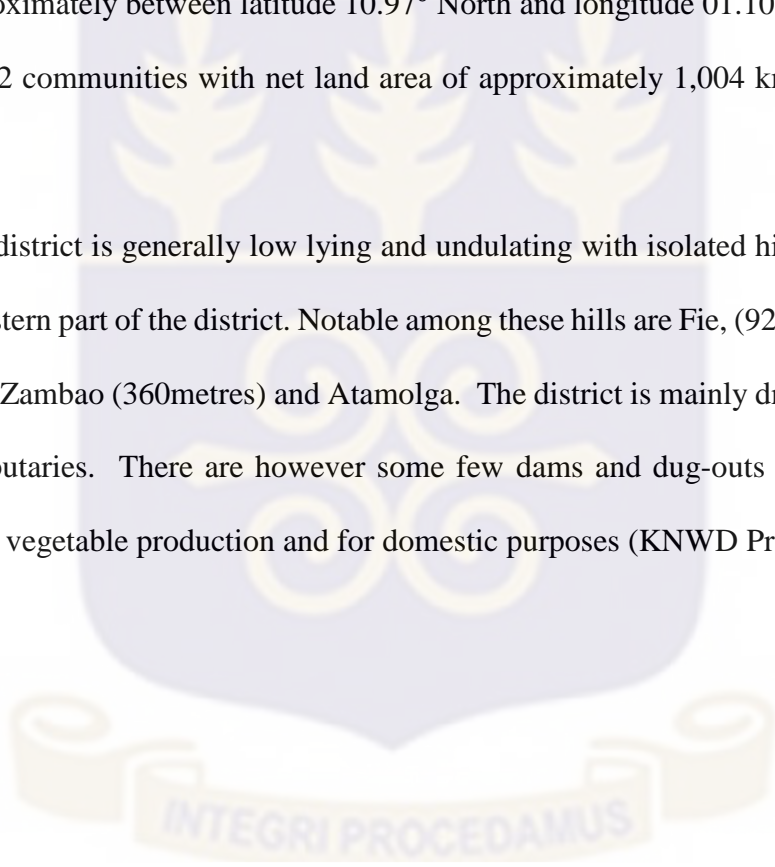 oximately between latitude 10.97° North and longitude 01.10
2 communities with net land area of approximately 1,004 k
district is generally low lying and undulating with isolated hi
stern part of the district. Notable among these hills are Fie, (92
Zambao (360metres) and Atamolga. The district is mainly d
butaries. There are however some few dams and dug-outs
vegetable production and for domestic purposes (KNWD Pr
INTEGRI PROCEDAMUS